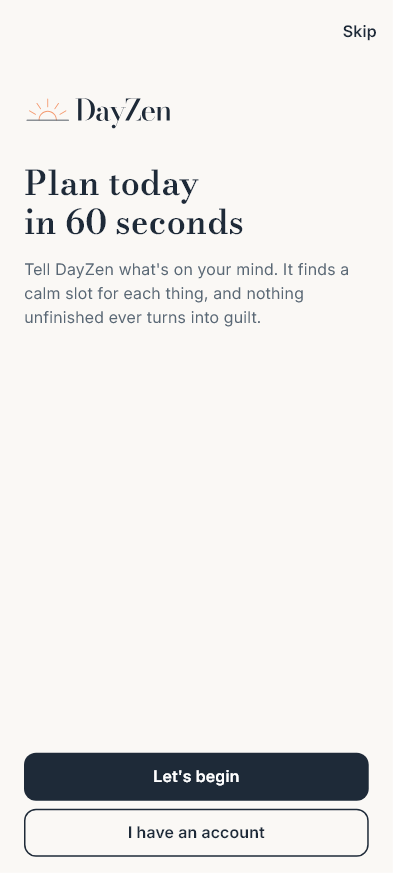 Skip
DayZen
Plan today
in 60 seconds
Tell DayZen what's on your mind. It finds a
calm slot for each thing, and nothing
unfinished ever turns into guilt.
Let's begin
I have an account